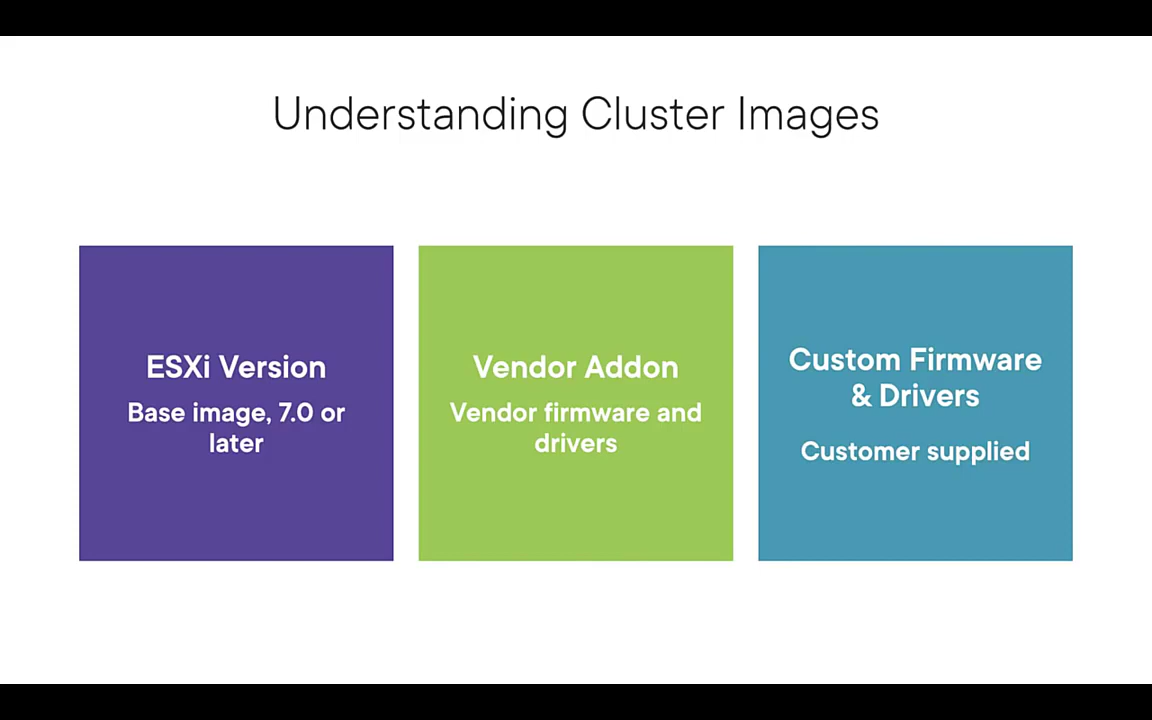 Understanding Cluster Images
ESXi Version
Base image, 7.0 or
later
Vendor Addon
Vendor firmware and
drivers
Custom Firmware
& Drivers
Customer supplied